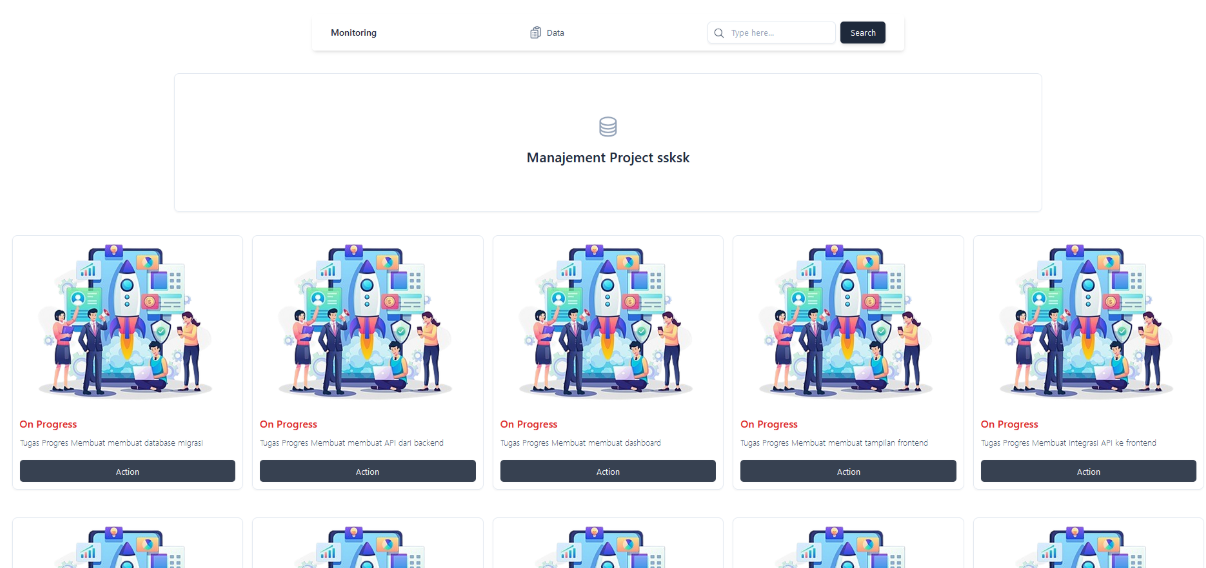 Monitoring
Data
Type here...
Search
Manajement Project ssksk
On Progress
Tugas Progres Membuat membuat database migrasi
Action
On Progress
Tugas Progres Membuat membuat API dari backend
Action
On Progress
Tugas Progres Membuat membuat dashboard
Action
On Progress
Tugas Progres Membuat membuat tampilan frontend
Action
On Progress
Tugas Progres Membuat Integrasi API ke frontend
Action